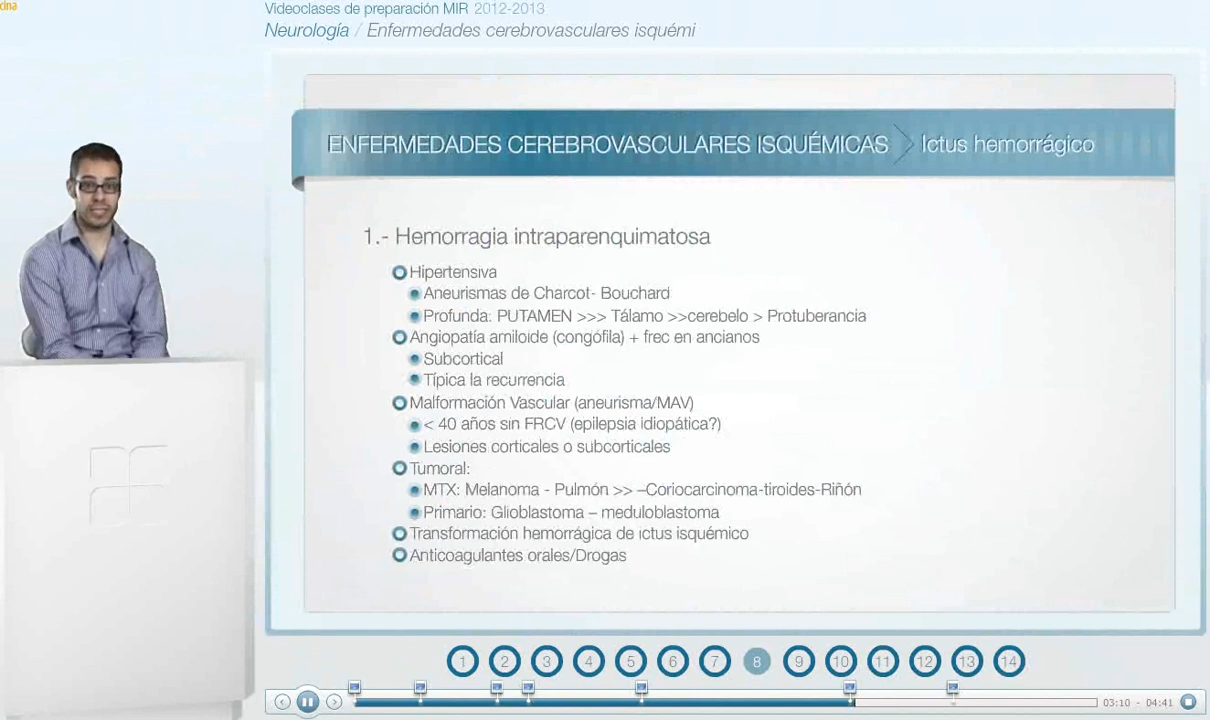 cina
Videoclases de preparación MIR 2012-2013
Neurología / Enfermedades cerebrovasculares isquémi
ENFERMEDADES CEREBROVASCULARES ISQUÉMICAS > Ictus hemorrágico
1.- Hemorragia intraparenquimatosa
Hipertensiva
Aneurismas de Charcot- Bouchard
Profunda: PUTAMEN >>> Tálamo >>cerebelo > Protuberancia
Angiopatía amiloide (congófila) + frec en ancianos
Subcortical
Típica la recurrencia
Malformación Vascular (aneurisma/MAV)
< 40 años sin FRCV (epilepsia idiopática?)
Lesiones corticales o subcorticales
Tumoral:
MTX: Melanoma - Pulmón >> –Coriocarcinoma-tiroides-Riñón
Primario: Glioblastoma – meduloblastoma
Transformación hemorrágica de ictus isquémico
Anticoagulantes orales/Drogas
1 2 3 4 5 6 7 8 9 10 11 12 13 14
03:10 - 04:41